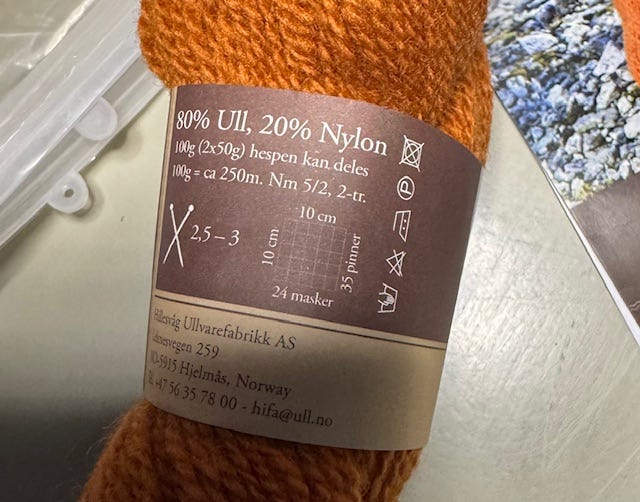 80% Ull, 20% Nylon
100g (2x50g) hespen kan deles
100g = ca 250m. Nm 5/2, 2-tr.
2,5 – 3
10 cm
10 cm
35 pinner
24 masker
P
Hillesvåg Ullvarefabrikk AS
259
NO-5915 Hjelmås, Norway
+47 56 35 78 00 - hifa@ull.no